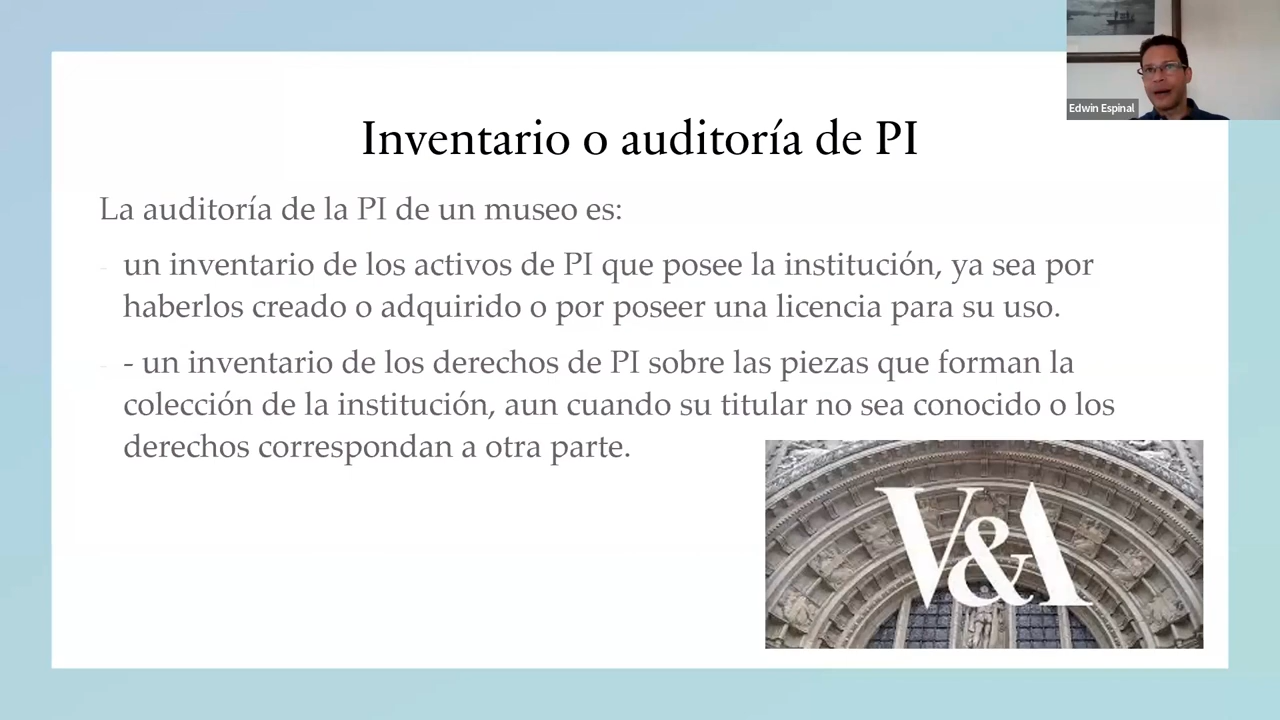 Edwin Espinal
Inventario o auditoría de PI
La auditoría de la PI de un museo es:
- un inventario de los activos de PI que posee la institución, ya sea por
haberlos creado o adquirido o por poseer una licencia para su uso.
- - un inventario de los derechos de PI sobre las piezas que forman la
colección de la institución, aun cuando su titular no sea conocido o los
derechos correspondan a otra parte.
V&A